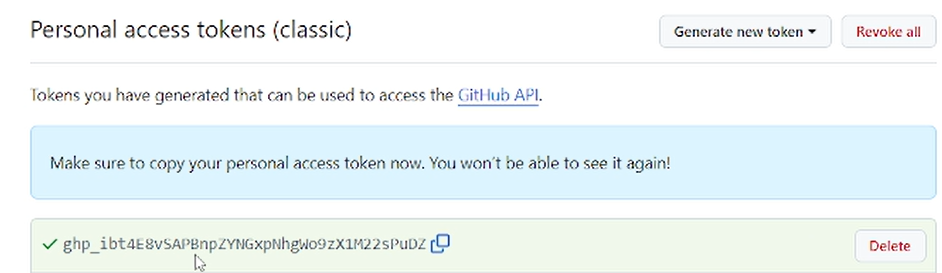 Personal access tokens (classic)
Generate new token
Revoke all
Tokens you have generated that can be used to access the GitHub API.
Make sure to copy your personal access token now. You won't be able to see it again!
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
Delete